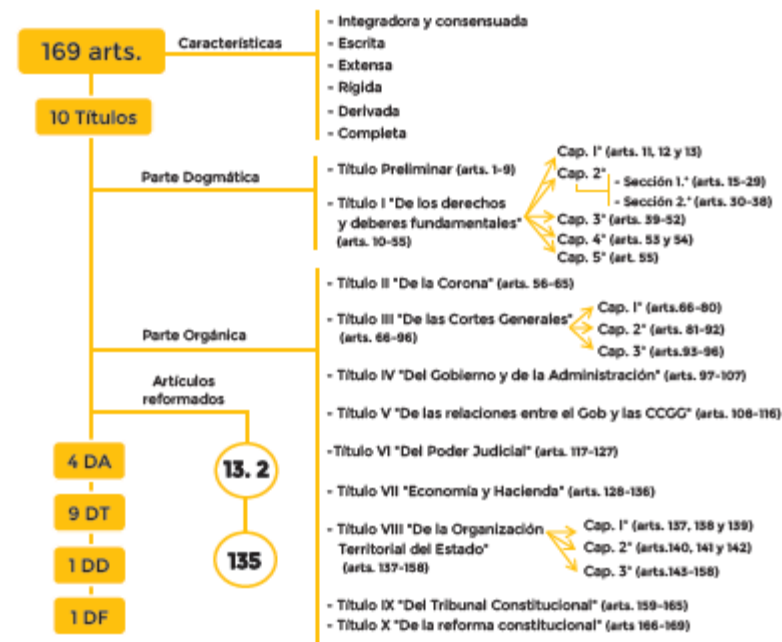 169 arts.
Características
- Integradora y consensuada
- Escrita
- Extensa
- Rígida
- Derivada
- Completa
10 Títulos
Parte Dogmática
- Título Preliminar (arts. 1-9)
- Título I "De los derechos
y deberes fundamentales"
(arts. 10-55)
Cap. 1° (arts. 11, 12 y 13)
Cap. 2°
- Sección 1.ª (arts. 15-29)
- Sección 2.ª (arts. 30-38)
Cap. 3° (arts. 39-52)
Cap. 4° (arts. 53 y 54)
Cap. 5° (art. 55)
Parte Orgánica
- Título II "De la Corona" (arts. 56-65)
- Título III "De las Cortes Generales"
(arts. 66-96)
Cap. 1° (arts.66-80)
Cap. 2° (arts. 81-92)
Cap. 3° (arts.93-96)
- Título IV "Del Gobierno y de la Administración" (arts. 97-107)
- Título V "De las relaciones entre el Gob y las CCGG" (arts. 108-116)
-Título VI "Del Poder Judicial" (arts. 117-127)
- Título VII "Economía y Hacienda" (arts. 128-136)
- Título VIII "De la Organización
Territorial del Estado"
(arts. 137-158)
Cap. 1° (arts. 137, 138 y 139)
Cap. 2° (arts.140, 141 y 142)
Cap. 3° (arts.143-158)
- Título IX "Del Tribunal Constitucional" (arts. 159-165)
- Título X "De la reforma constitucional" (arts 166-169)
Artículos
reformados
13. 2
135
4 DA
9 DT
1 DD
1 DF